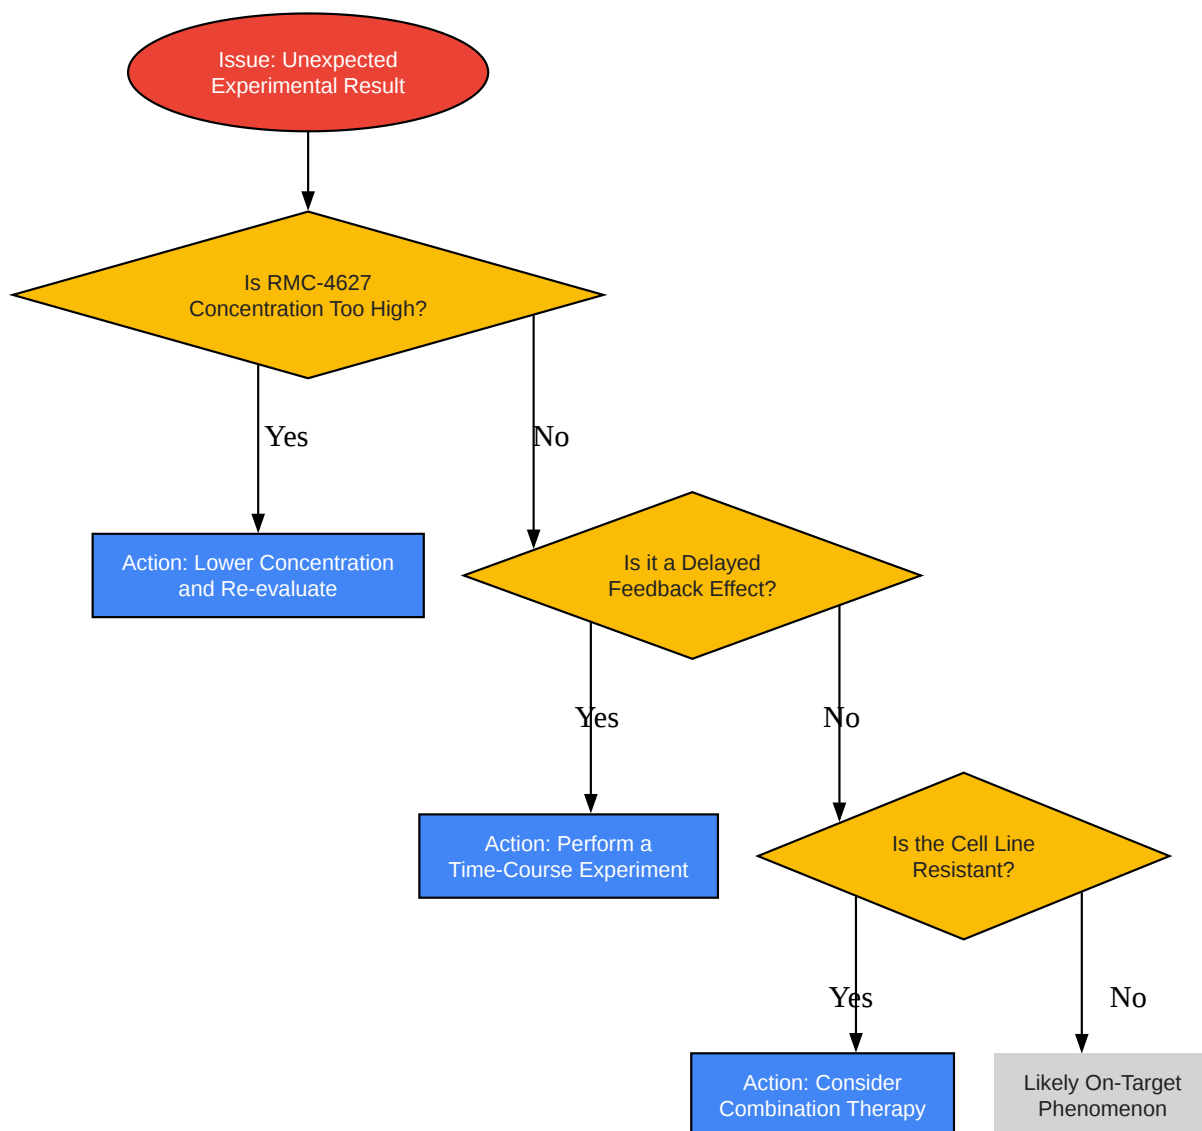 Issue: Unexpected
Experimental Result
Is RMC-4627
Concentration Too High?
Yes
No
Action: Lower Concentration
and Re-evaluate
Is it a Delayed
Feedback Effect?
Yes
No
Action: Perform a
Time-Course Experiment
Is the Cell Line
Resistant?
Yes
No
Action: Consider
Combination Therapy
Likely On-Target
Phenomenon